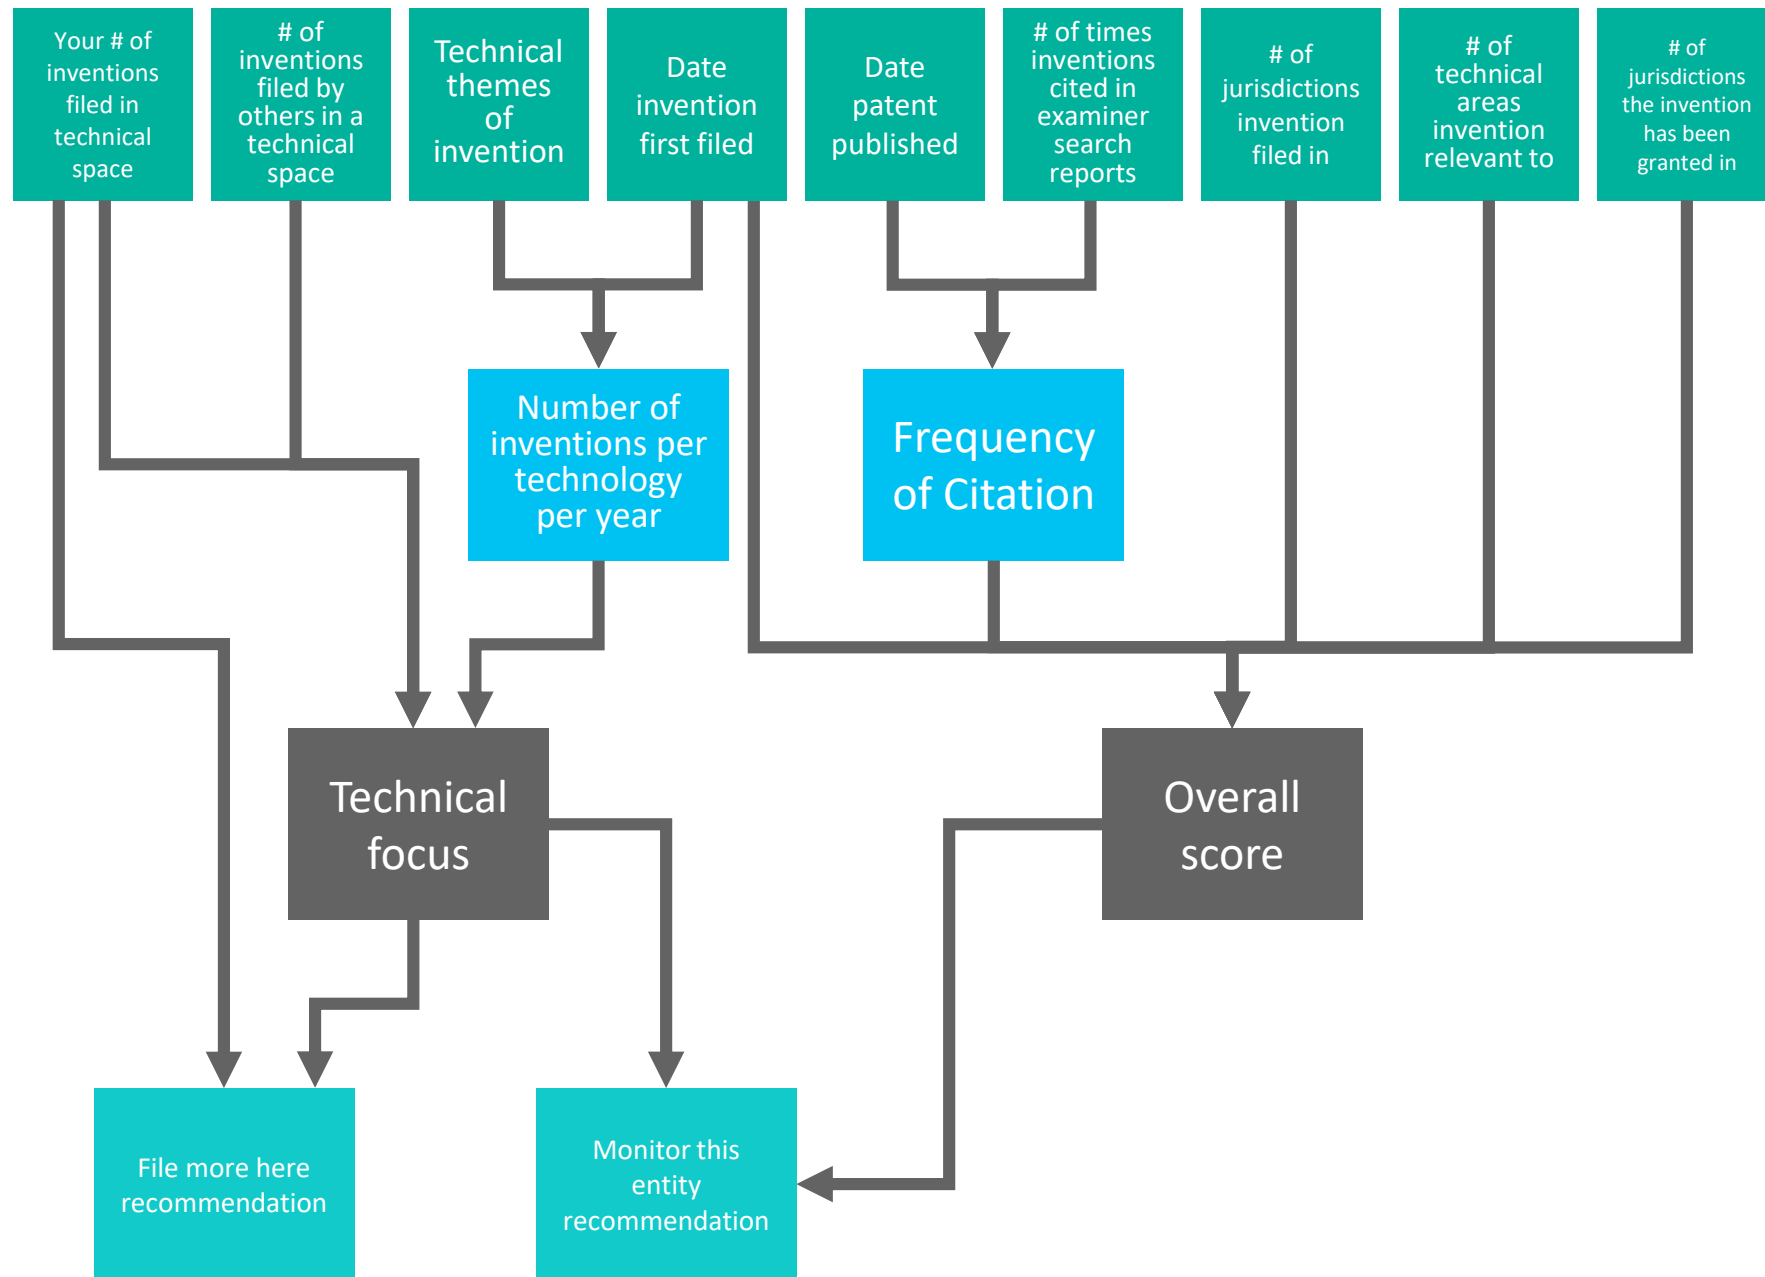 Your # of
inventions
filed in
technical
space
# of
inventions
filed by
others in a
technical
space
Technical
themes
of
invention
Date
invention
first filed
Date
patent
published
# of times
inventions
cited in
examiner
search
reports
# of
jurisdictions
invention
filed in
# of
technical
areas
invention
relevant to
# of
jurisdictions
the invention
has been
granted in
Number of
inventions per
technology
per year
Frequency
of Citation
Technical
focus
Overall
score
File more here
recommendation
Monitor this
entity
recommendation